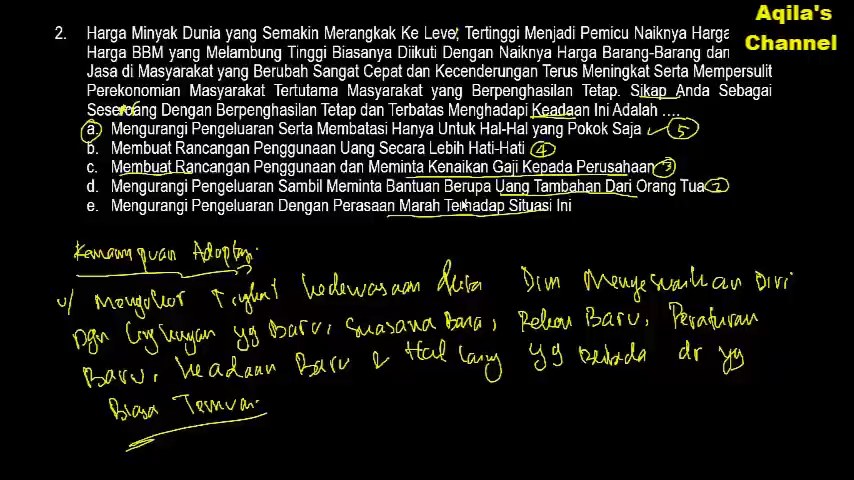 Aqila's
Channel
2. Harga Minyak Dunia yang Semakin Merangkak Ke Level Tertinggi Menjadi Pemicu Naiknya Harga
Harga BBM yang Melambung Tinggi Biasanya Diikuti Dengan Naiknya Harga Barang-Barang dan
Jasa di Masyarakat yang Berubah Sangat Cepat dan Kecenderungan Terus Meningkat Serta Mempersulit
Perekonomian Masyarakat Tertutama Masyarakat yang Berpenghasilan Tetap. Sikap Anda Sebagai
Seseorang Dengan Berpenghasilan Tetap dan Terbatas Menghadapi Keadaan Ini Adalah ....
a. Mengurangi Pengeluaran Serta Membatasi Hanya Untuk Hal-Hal yang Pokok Saja 5
b. Membuat Rancangan Penggunaan Uang Secara Lebih Hati-Hati 4
c. Membuat Rancangan Penggunaan dan Meminta Kenaikan Gaji Kepada Perusahaan 3
d. Mengurangi Pengeluaran Sambil Meminta Bantuan Berupa Uang Tambahan Dari Orang Tua 2
e. Mengurangi Pengeluaran Dengan Perasaan Marah Terhadap Situasi Ini
Kemampuan Adaptasi.
Mengukur Tingkat kedewasaan kita Dlm Menyesuaikan Diri
Dgn Lingkungan yg Baru, Suasana Baru, Rekan Baru, Peraturan
Baru, keadaan Baru & Hal yg Berbeda dr yg
Biasa Temui.